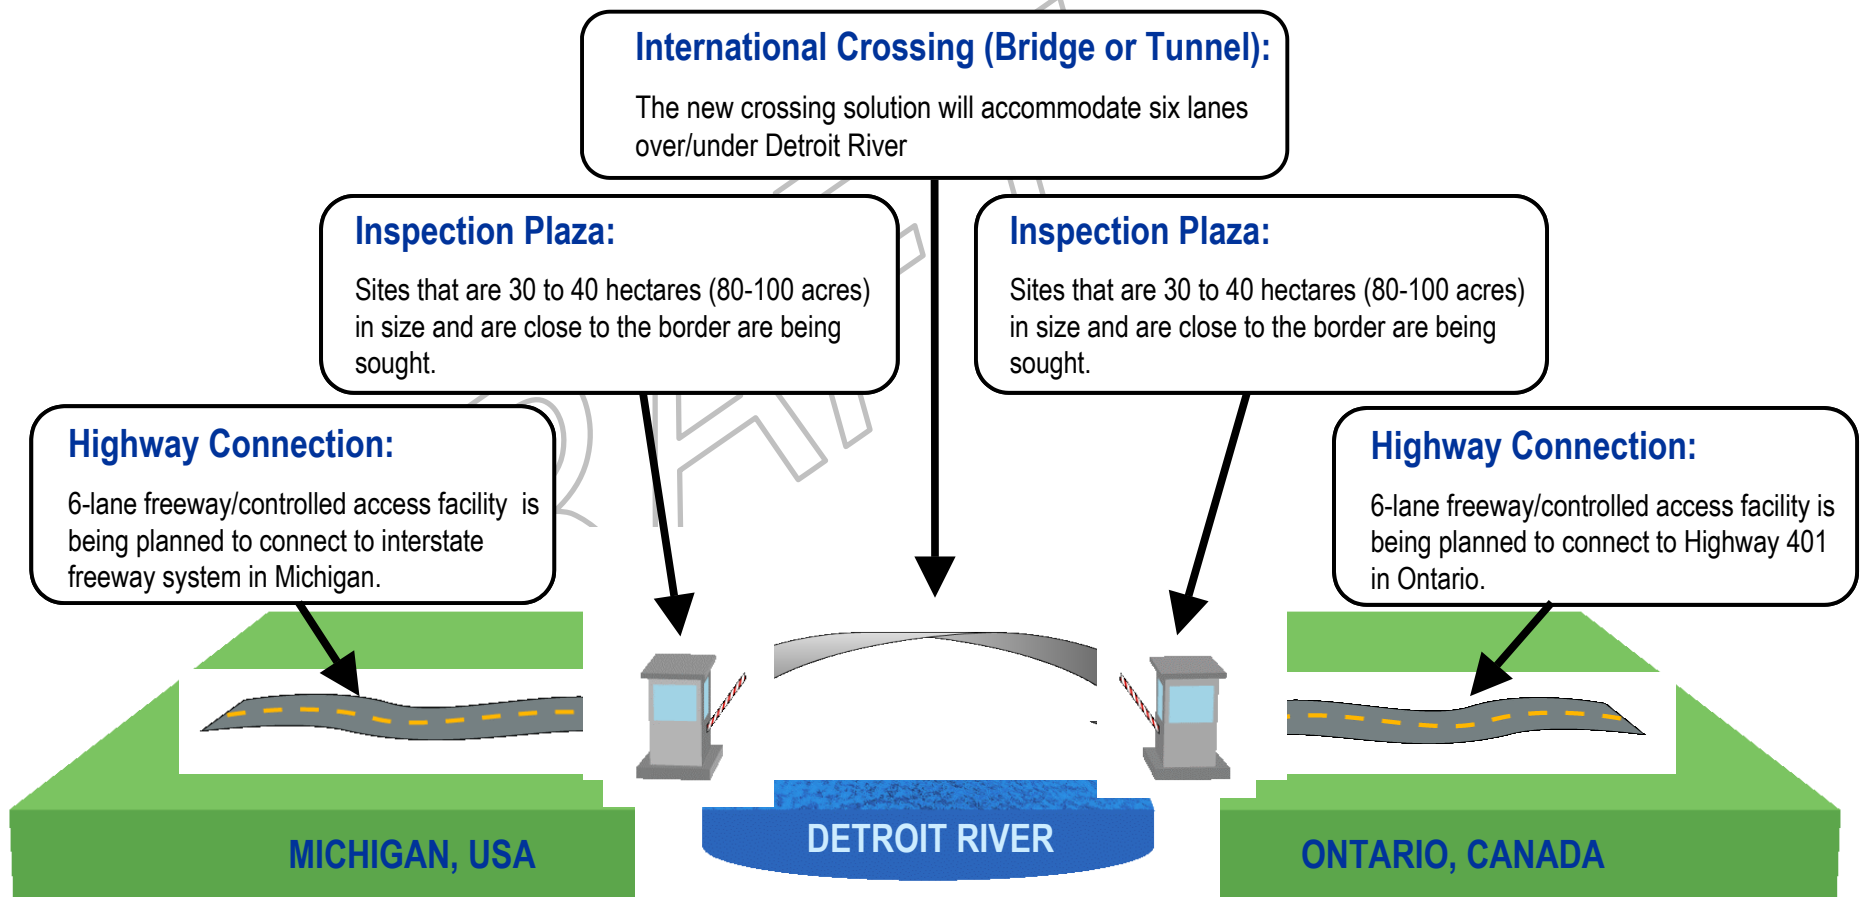 International Crossing (Bridge or Tunnel):
The new crossing solution will accommodate six lanes
over/under Detroit River
Inspection Plaza:
Sites that are 30 to 40 hectares (80-100 acres)
in size and are close to the border are being
sought.
Inspection Plaza:
Sites that are 30 to 40 hectares (80-100 acres)
in size and are close to the border are being
sought.
Highway Connection:
6-lane freeway/controlled access facility is
being planned to connect to interstate
freeway system in Michigan.
Highway Connection:
6-lane freeway/controlled access facility is
being planned to connect to Highway 401
in Ontario.
MICHIGAN, USA
DETROIT RIVER
ONTARIO, CANADA